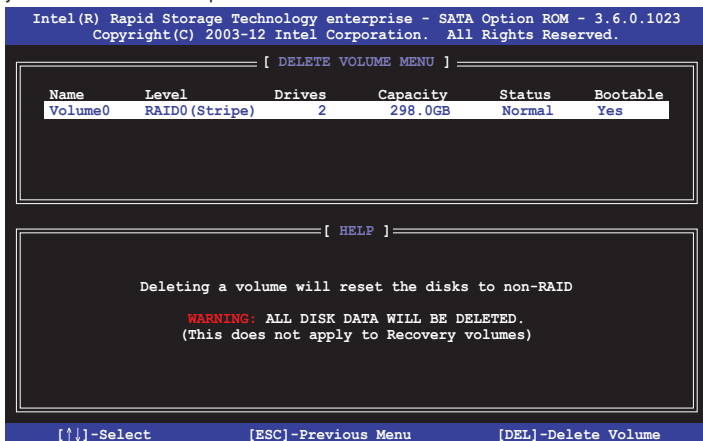 Intel(R) Rapid Storage Technology enterprise - SATA Option ROM - 3.6.0.1023
Copyright(C) 2003-12 Intel Corporation. All Rights Reserved.
[ DELETE VOLUME MENU ]
Name Level Drives Capacity Status Bootable
Volume0 RAID0(Stripe) 2 298.0GB Normal Yes
[ HELP ]
Deleting a volume will reset the disks to non-RAID
WARNING: ALL DISK DATA WILL BE DELETED.
(This does not apply to Recovery volumes)
[↑↓]-Select [ESC]-Previous Menu [DEL]-Delete Volume